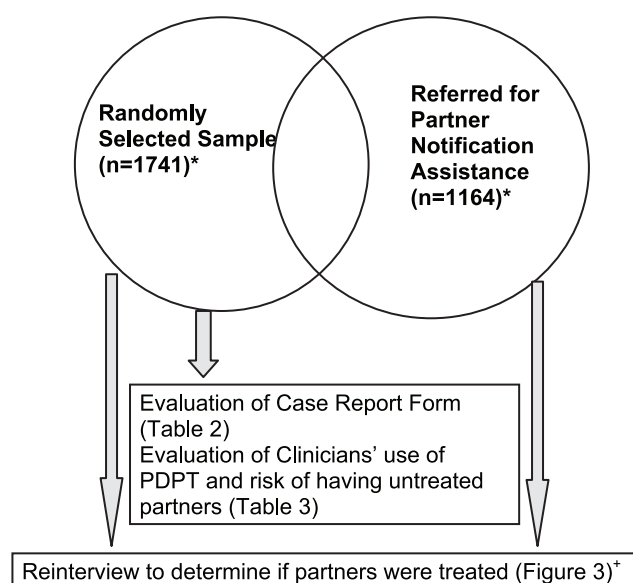 Randomly
Selected Sample
(n=1741)*
Referred for
Partner
Notification
Assistance
(n=1164)*
Evaluation of Case Report Form
(Table 2)
Evaluation of Clinicians' use of
PDPT and risk of having untreated
partners (Table 3)
Reinterview to determine if partners were treated (Figure 3)+